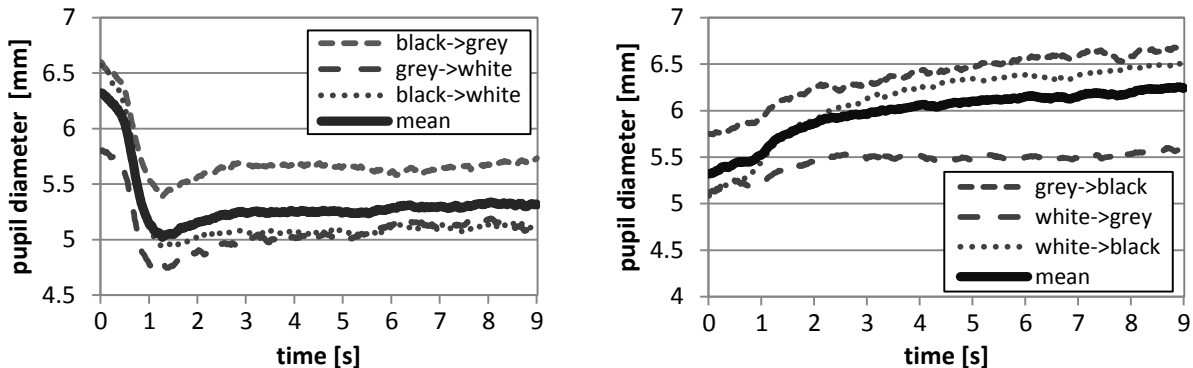 pupil diameter [mm]
7
6.5
6
5.5
5
4.5
black->grey
grey->white
black->white
mean
0 1 2 3 4 5 6 7 8 9
time [s]
pupil diameter [mm]
7
6.5
6
5.5
5
4.5
4
grey->black
white->grey
white->black
mean
0 1 2 3 4 5 6 7 8 9
time [s]